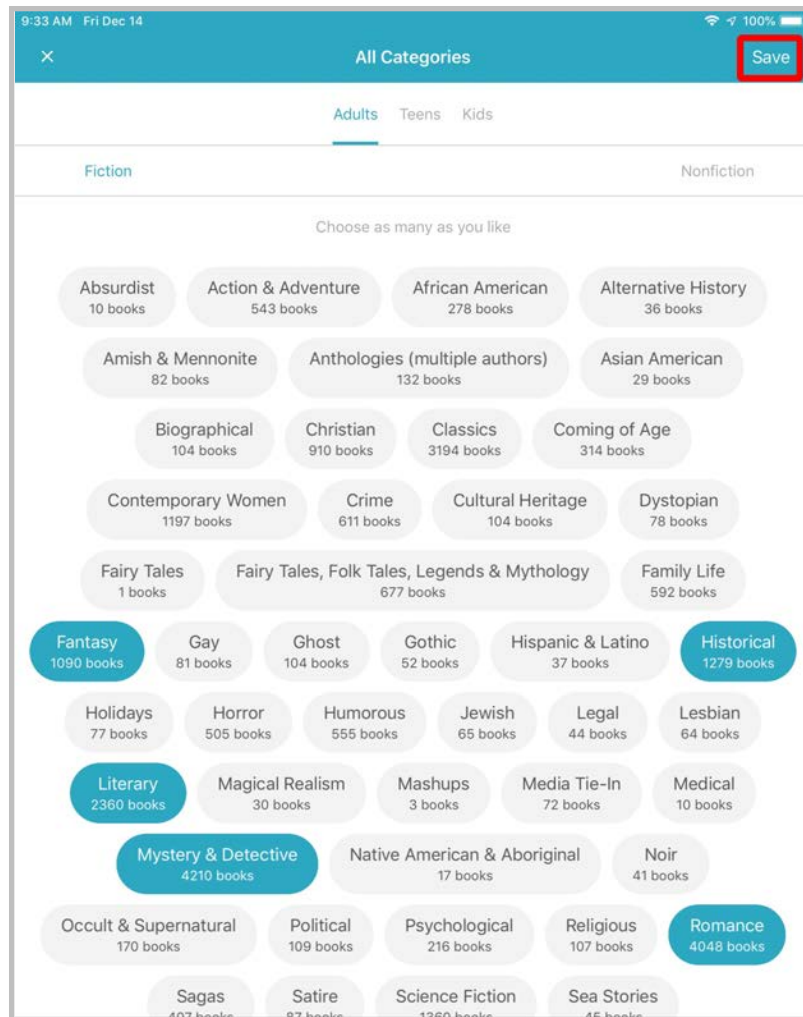 9:33 AM Fri Dec 14 100%
× All Categories Save
Adults Teens Kids
Fiction Nonfiction
Choose as many as you like
Absurdist Action & Adventure African American Alternative History
10 books 543 books 278 books 36 books
Amish & Mennonite Anthologies (multiple authors) Asian American
82 books 132 books 29 books
Biographical Christian Classics Coming of Age
104 books 910 books 3194 books 314 books
Contemporary Women Crime Cultural Heritage Dystopian
1197 books 611 books 104 books 78 books
Fairy Tales Fairy Tales, Folk Tales, Legends & Mythology Family Life
1 books 677 books 592 books
Fantasy Gay Ghost Gothic Hispanic & Latino Historical
1090 books 81 books 104 books 52 books 37 books 1279 books
Holidays Horror Humorous Jewish Legal Lesbian
77 books 505 books 555 books 65 books 44 books 64 books
Literary Magical Realism Mashups Media Tie-In Medical
2360 books 30 books 3 books 72 books 10 books
Mystery & Detective Native American & Aboriginal Noir
4210 books 17 books 41 books
Occult & Supernatural Political Psychological Religious Romance
170 books 109 books 216 books 107 books 4048 books
Sagas Satire Science Fiction Sea Stories
books books books books